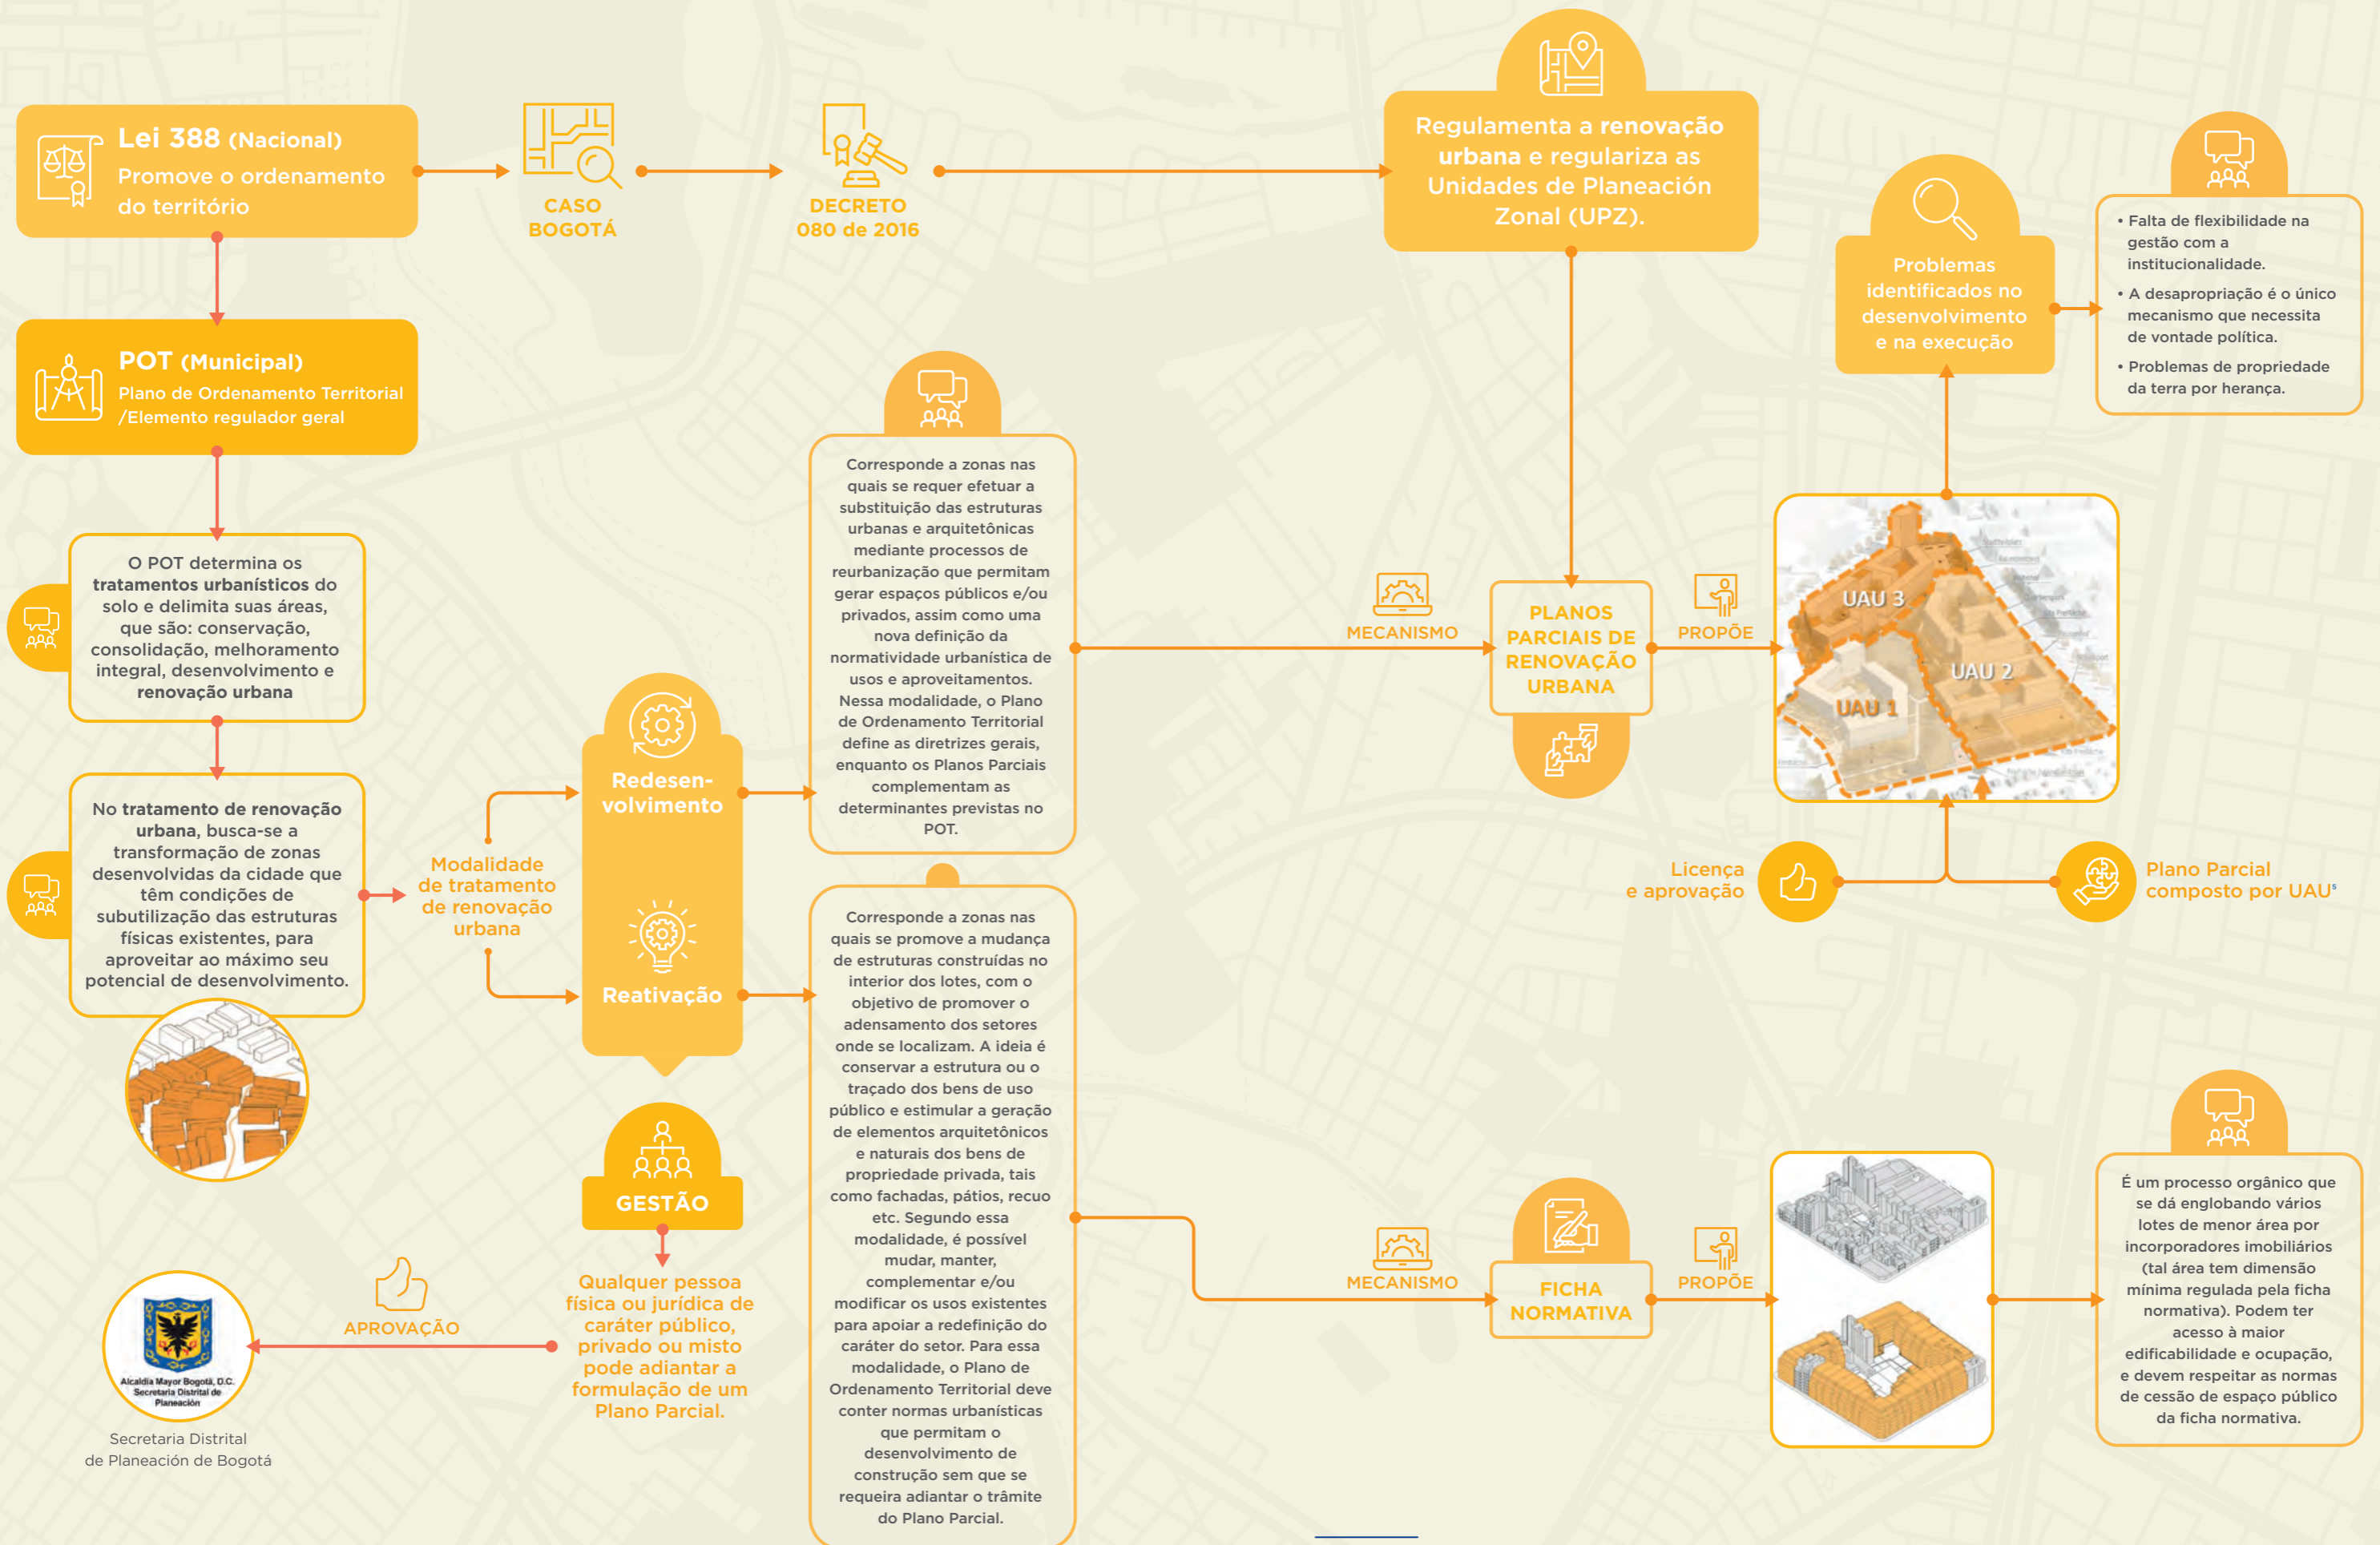 Lei 388 (Nacional)
Promove o ordenamento
do território
CASO
BOGOTÁ
DECRETO
080 de 2016
Regulamenta a renovação
urbana e regulariza as
Unidades de Planeación
Zonal (UPZ).
Problemas
identificados no
desenvolvimento
e na execução
• Falta de flexibilidade na
gestão com a
institucionalidade.
• A desapropriação é o único
mecanismo que necessita
de vontade política.
• Problemas de propriedade
da terra por herança.
POT (Municipal)
Plano de Ordenamento Territorial
/Elemento regulador geral
O POT determina os
tratamentos urbanísticos do
solo e delimita suas áreas,
que são: conservação,
consolidação, melhoramento
integral, desenvolvimento e
renovação urbana
No tratamento de renovação
urbana, busca-se a
transformação de zonas
desenvolvidas da cidade que
têm condições de
subutilização das estruturas
físicas existentes, para
aproveitar ao máximo seu
potencial de desenvolvimento.
Modalidade
de tratamento
de renovação
urbana
Redesen-
volvimento
Reativação
Corresponde a zonas nas
quais se requer efetuar a
substituição das estruturas
urbanas e arquitetônicas
mediante processos de
reurbanização que permitam
gerar espaços públicos e/ou
privados, assim como uma
nova definição da
normatividade urbanística de
usos e aproveitamentos.
Nessa modalidade, o Plano
de Ordenamento Territorial
define as diretrizes gerais,
enquanto os Planos Parciais
complementam as
determinantes previstas no
POT.
MECANISMO
PLANOS
PARCIAIS DE
RENOVAÇÃO
URBANA
PROPÕE
UAU 3
UAU 2
UAU 1
Licença
e aprovação
Plano Parcial
composto por UAU⁵
Corresponde a zonas nas
quais se promove a mudança
de estruturas construídas no
interior dos lotes, com o
objetivo de promover o
adensamento dos setores
onde se localizam. A ideia é
conservar a estrutura ou o
traçado dos bens de uso
público e estimular a geração
de elementos arquitetônicos
e naturais dos bens de
propriedade privada, tais
como fachadas, pátios, recuo
etc. Segundo essa
modalidade, é possível
mudar, manter,
complementar e/ou
modificar os usos existentes
para apoiar a redefinição do
caráter do setor. Para essa
modalidade, o Plano de
Ordenamento Territorial deve
conter normas urbanísticas
que permitam o
desenvolvimento de
construção sem que se
requeira adiantar o trâmite
do Plano Parcial.
MECANISMO
FICHA
NORMATIVA
PROPÕE
É um processo orgânico que
se dá englobando vários
lotes de menor área por
incorporadores imobiliários
(tal área tem dimensão
mínima regulada pela ficha
normativa). Podem ter
acesso à maior
edificabilidade e ocupação,
e devem respeitar as normas
de cessão de espaço público
da ficha normativa.
GESTÃO
Qualquer pessoa
física ou jurídica de
caráter público,
privado ou misto
pode adiantar a
formulação de um
Plano Parcial.
APROVAÇÃO
Alcaldía Mayor Bogotá, D.C.
Secretaria Distrital de
Planeación
Secretaria Distrital
de Planeación de Bogotá